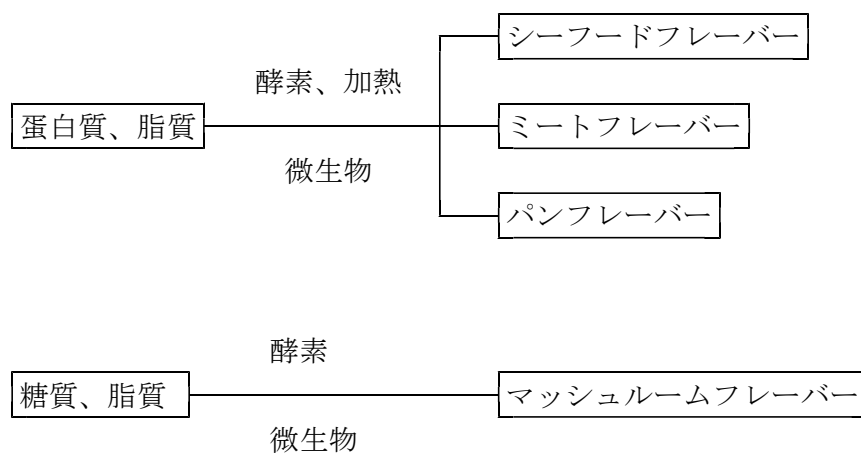 シーフードフレーバー
酵素、加熱
蛋白質、脂質
ミートフレーバー
微生物
パンフレーバー
酵素
糖質、脂質
マッシュルームフレーバー
微生物